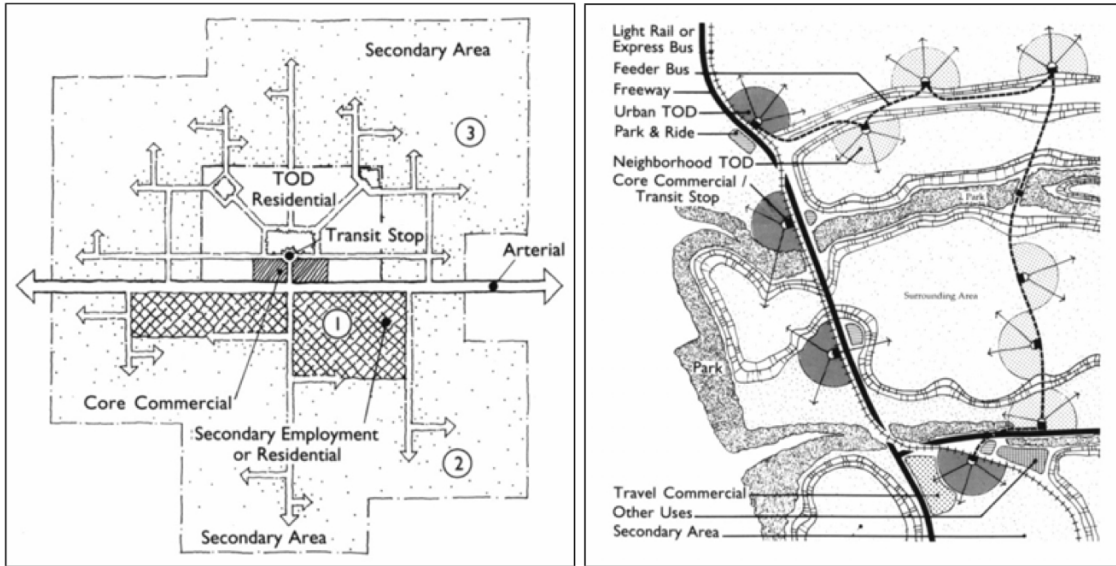 Secondary Area
3
TOD
Residential
Transit Stop
Arterial
1
Core Commercial
Secondary Employment
or Residential
2
Secondary Area
Light Rail or
Express Bus
Feeder Bus
Freeway
Urban TOD
Park & Ride
Neighborhood TOD
Core Commercial /
Transit Stop
Park
Surrounding Area
Park
Travel Commercial
Other Uses
Secondary Area